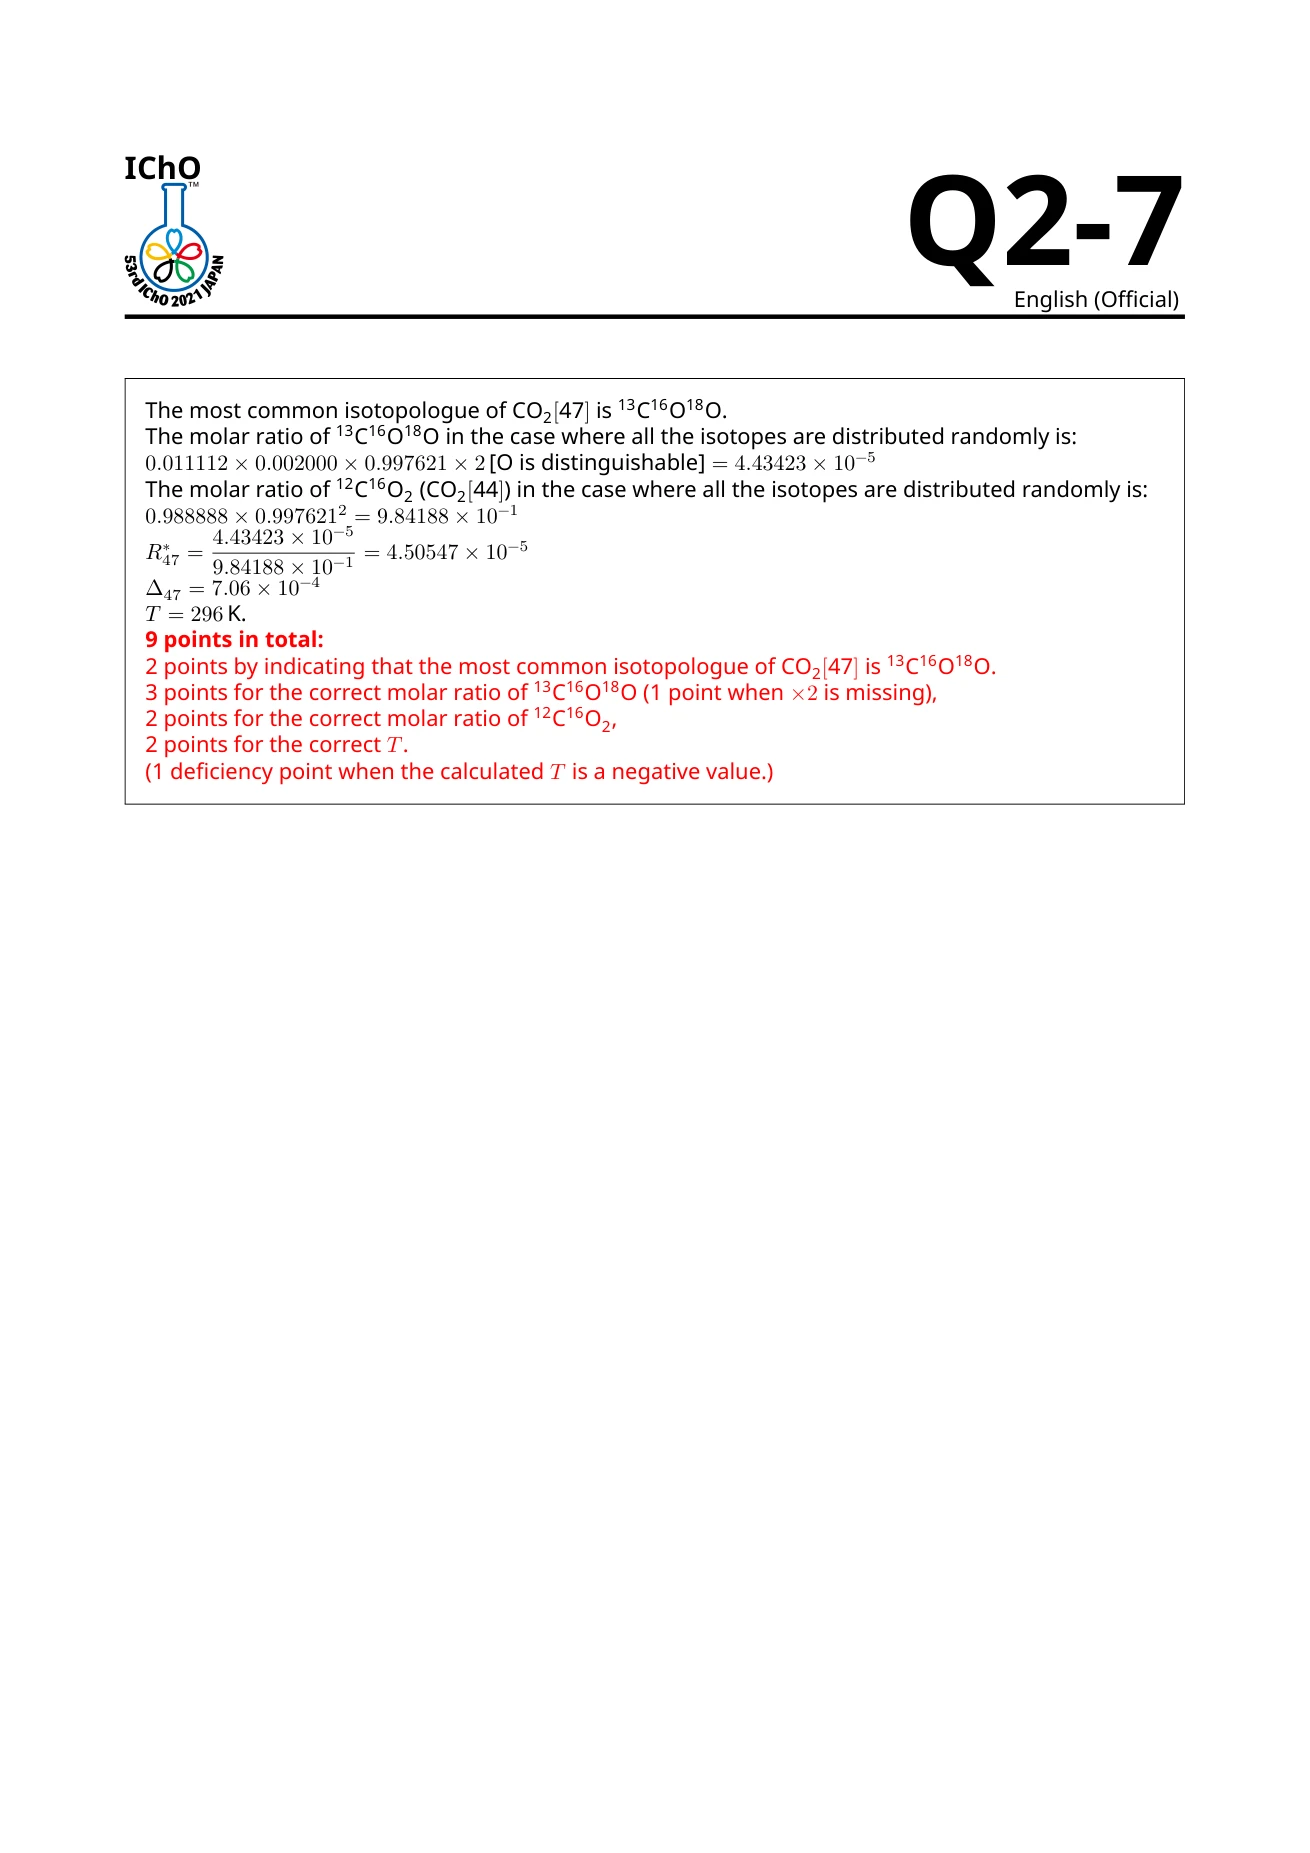 IChO
TM
53rd IChO 2021 JAPAN
Q2-7
English (Official)
The most common isotopologue of CO₂[47] is ¹³C¹⁶O¹⁸O.
The molar ratio of ¹³C¹⁶O¹⁸O in the case where all the isotopes are distributed randomly is:
0.011112 × 0.002000 × 0.997621 × 2 [O is distinguishable] = 4.43423 × 10⁻⁵
The molar ratio of ¹²C¹⁶O₂ (CO₂[44]) in the case where all the isotopes are distributed randomly is:
0.988888 × 0.997621² = 9.84188 × 10⁻¹
R*₄₇ = (4.43423 × 10⁻⁵)/(9.84188 × 10⁻¹) = 4.50547 × 10⁻⁵
Δ₄₇ = 7.06 × 10⁻⁴
T = 296 K.
9 points in total:
2 points by indicating that the most common isotopologue of CO₂[47] is ¹³C¹⁶O¹⁸O.
3 points for the correct molar ratio of ¹³C¹⁶O¹⁸O (1 point when ×2 is missing),
2 points for the correct molar ratio of ¹²C¹⁶O₂,
2 points for the correct T.
(1 deficiency point when the calculated T is a negative value.)